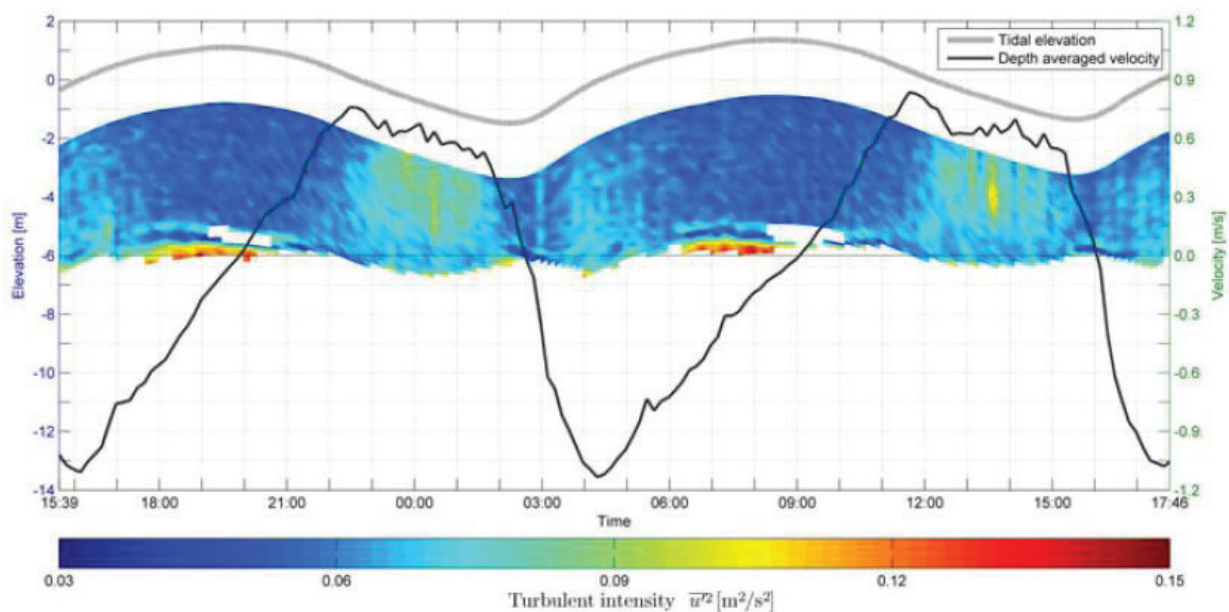 2
0
-2
-4
-6
-8
-10
-12
-14
Elevation [m]
1.2
0.9
0.6
0.3
0.0
-0.3
-0.6
-0.9
-1.2
Velocity [m/s]
Tidal elevation
Depth averaged velocity
15:39 18:00 21:00 00:00 03:00 06:00 09:00 12:00 15:00 17:46
Time
0.03 0.06 0.09 0.12 0.15
Turbulent intensity u̅'² [m²/s²]